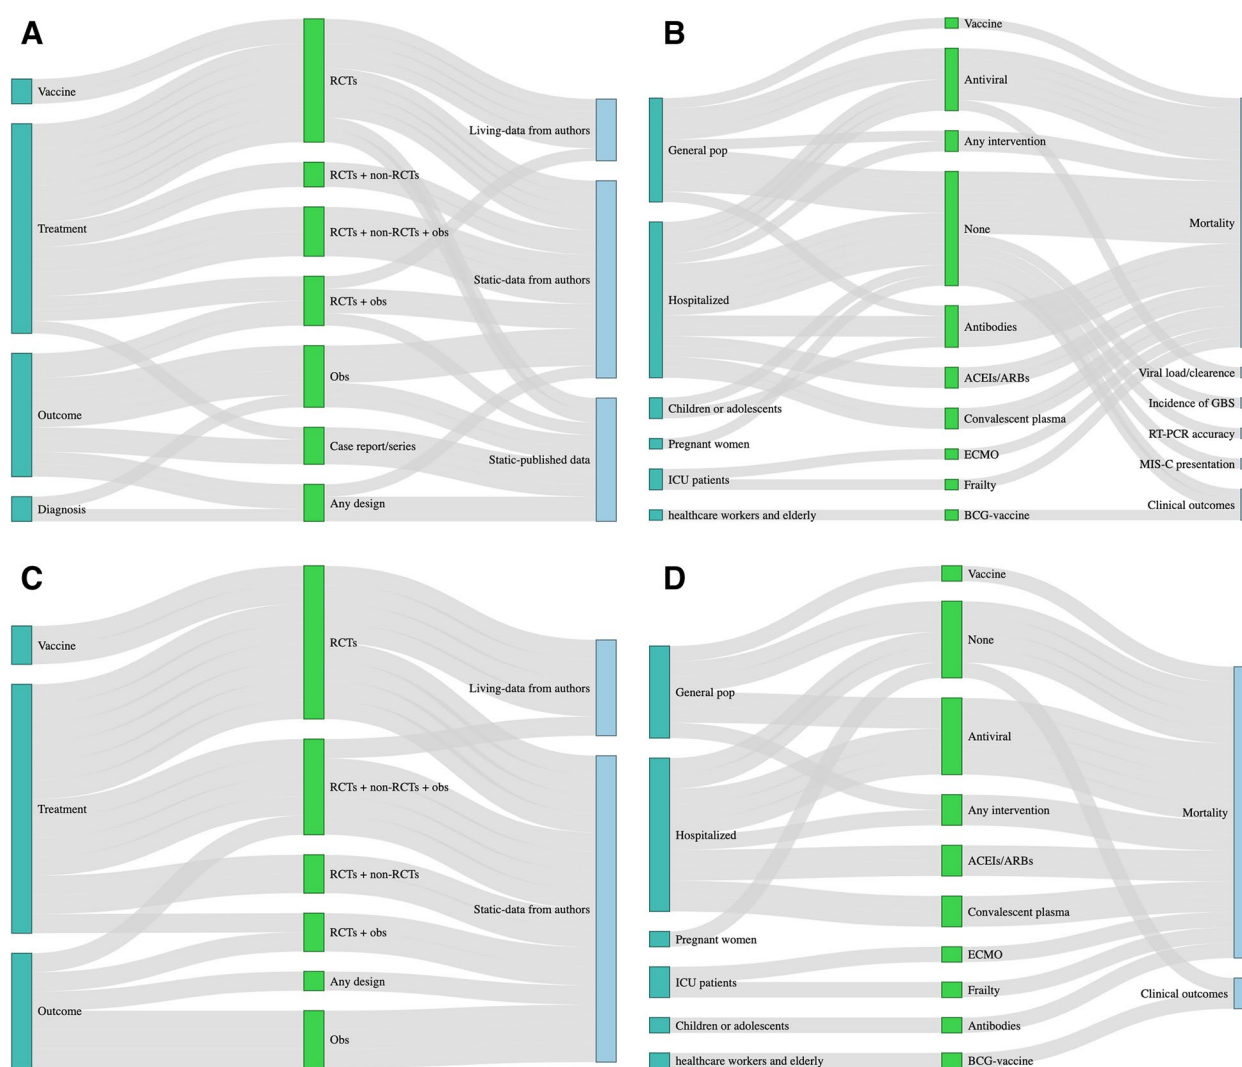 A
Vaccine
Treatment
Outcome
Diagnosis
RCTs
RCTs + non-RCTs
RCTs + non-RCTs + obs
RCTs + obs
Obs
Case report/series
Any design
Living-data from authors
Static-data from authors
Static-published data
B
General pop
Hospitalized
Children or adolescents
Pregnant women
ICU patients
healthcare workers and elderly
Vaccine
Antiviral
Any intervention
None
Antibodies
ACEIs/ARBs
Convalescent plasma
ECMO
Frailty
BCG-vaccine
Mortality
Viral load/clearence
Incidence of GBS
RT-PCR accuracy
MIS-C presentation
Clinical outcomes
C
Vaccine
Treatment
Outcome
RCTs
RCTs + non-RCTs + obs
RCTs + non-RCTs
RCTs + obs
Any design
Obs
Living-data from authors
Static-data from authors
D
General pop
Hospitalized
Pregnant women
ICU patients
Children or adolescents
healthcare workers and elderly
Vaccine
None
Antiviral
Any intervention
ACEIs/ARBs
Convalescent plasma
ECMO
Frailty
Antibodies
BCG-vaccine
Mortality
Clinical outcomes